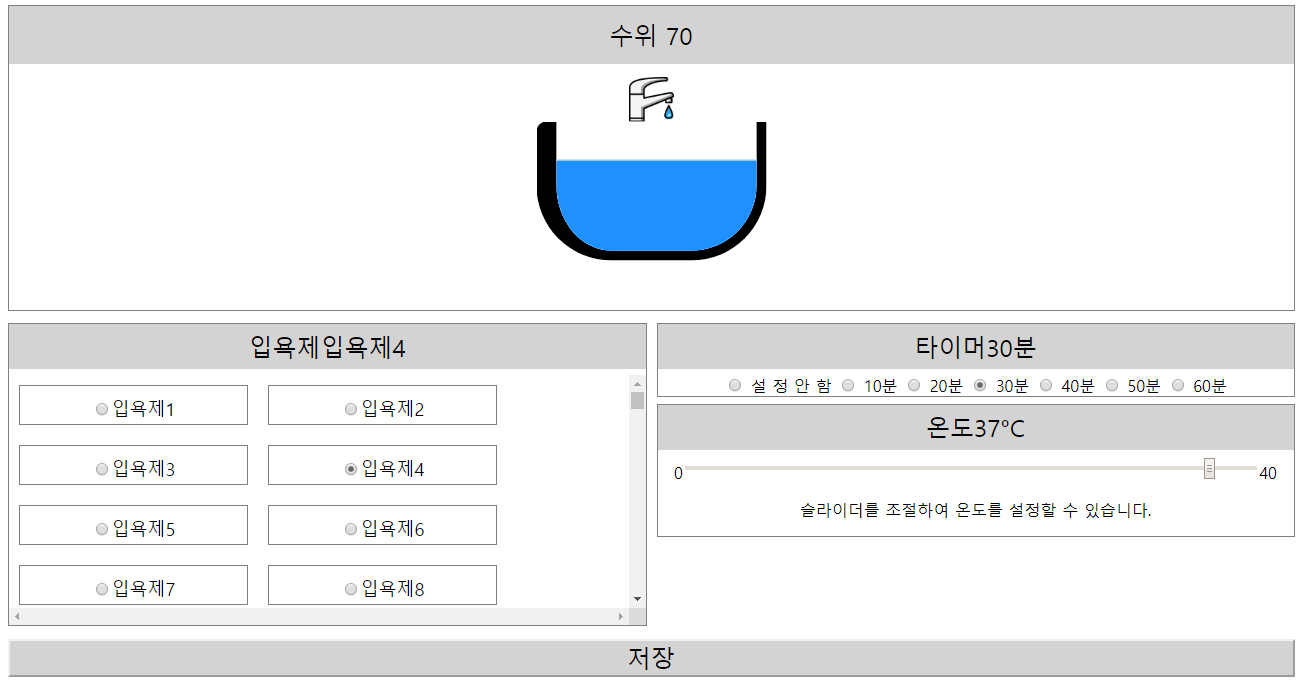 수위 70
입욕제입욕제4
입욕제1 입욕제2
입욕제3 입욕제4
입욕제5 입욕제6
입욕제7 입욕제8
타이머30분
설 정 안 함 10분 20분 30분 40분 50분 60분
온도37°C
0 40
슬라이더를 조절하여 온도를 설정할 수 있습니다.
저장